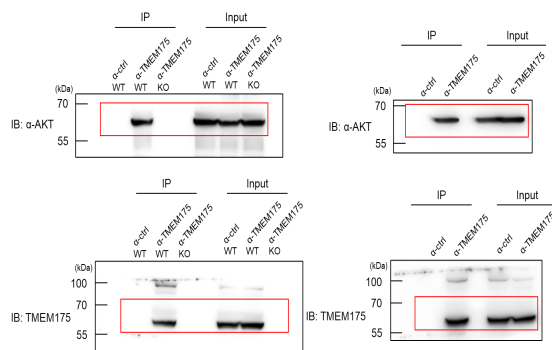 IP Input
α-ctrl α-TMEM175 α-TMEM175 α-ctrl α-TMEM175 α-TMEM175
(kDa) WT WT KO WT WT KO
70
IB: α-AKT
55
IP Input
α-ctrl α-TMEM175 α-ctrl α-TMEM175
(kDa)
70
IB: α-AKT
55
IP Input
α-ctrl α-TMEM175 α-TMEM175 α-ctrl α-TMEM175 α-TMEM175
WT WT KO WT WT KO
(kDa)
100
70
IB: TMEM175
55
IP Input
α-ctrl α-TMEM175 α-ctrl α-TMEM175
(kDa)
100
70
IB: TMEM175
55